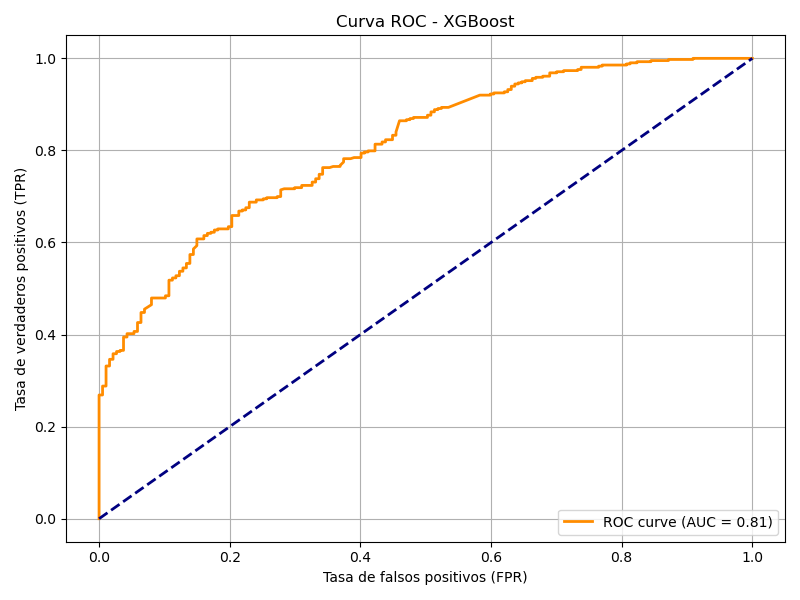 Curva ROC - XGBoost
Tasa de verdaderos positivos (TPR)
1.0
0.8
0.6
0.4
0.2
0.0
0.0 0.2 0.4 0.6 0.8 1.0
Tasa de falsos positivos (FPR)
ROC curve (AUC = 0.81)